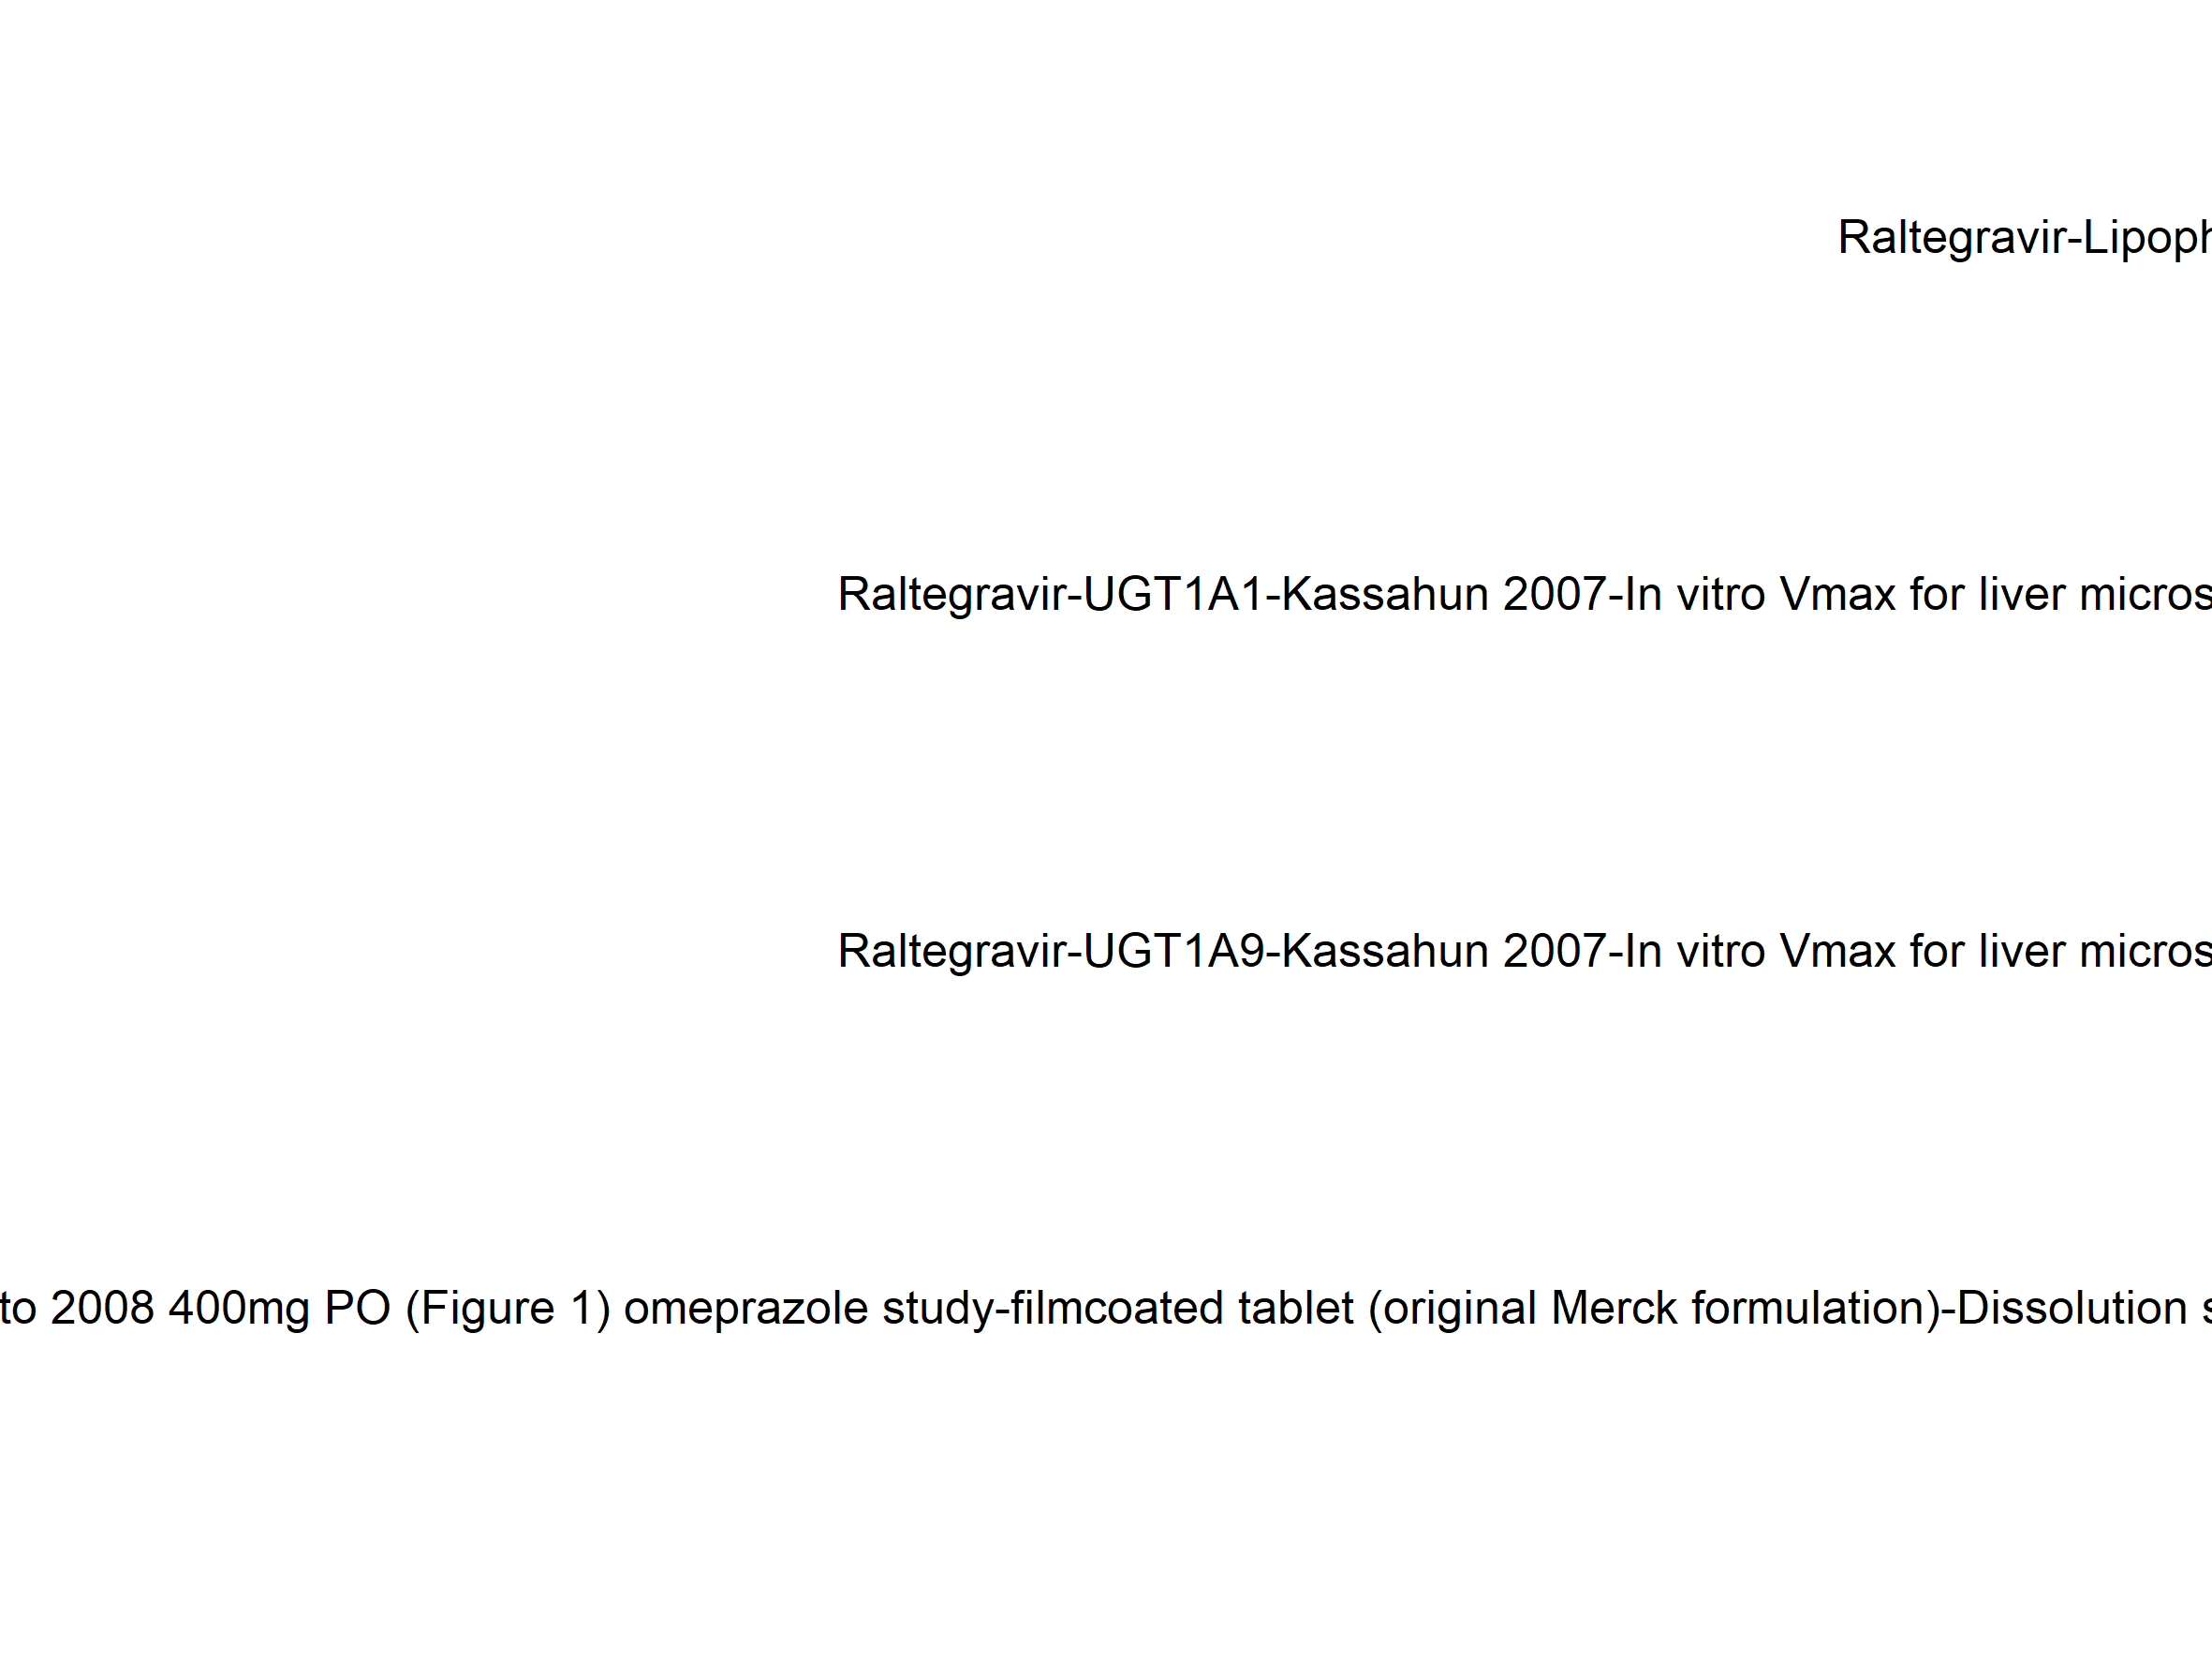 Raltegravir-Lipoph
Raltegravir-UGT1A1-Kassahun 2007-In vitro Vmax for liver micros
Raltegravir-UGT1A9-Kassahun 2007-In vitro Vmax for liver micros
to 2008 400mg PO (Figure 1) omeprazole study-filmcoated tablet (original Merck formulation)-Dissolution s